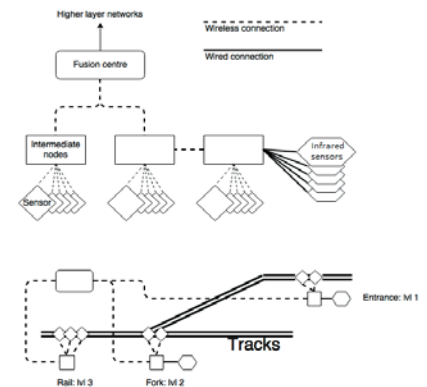 Higher layer networks
Wireless connection
Wired connection
Fusion centre
Intermediate
nodes
Infrared
sensors
Sensor
Entrance: lvl 1
Tracks
Rail: lvl 3
Fork: lvl 2